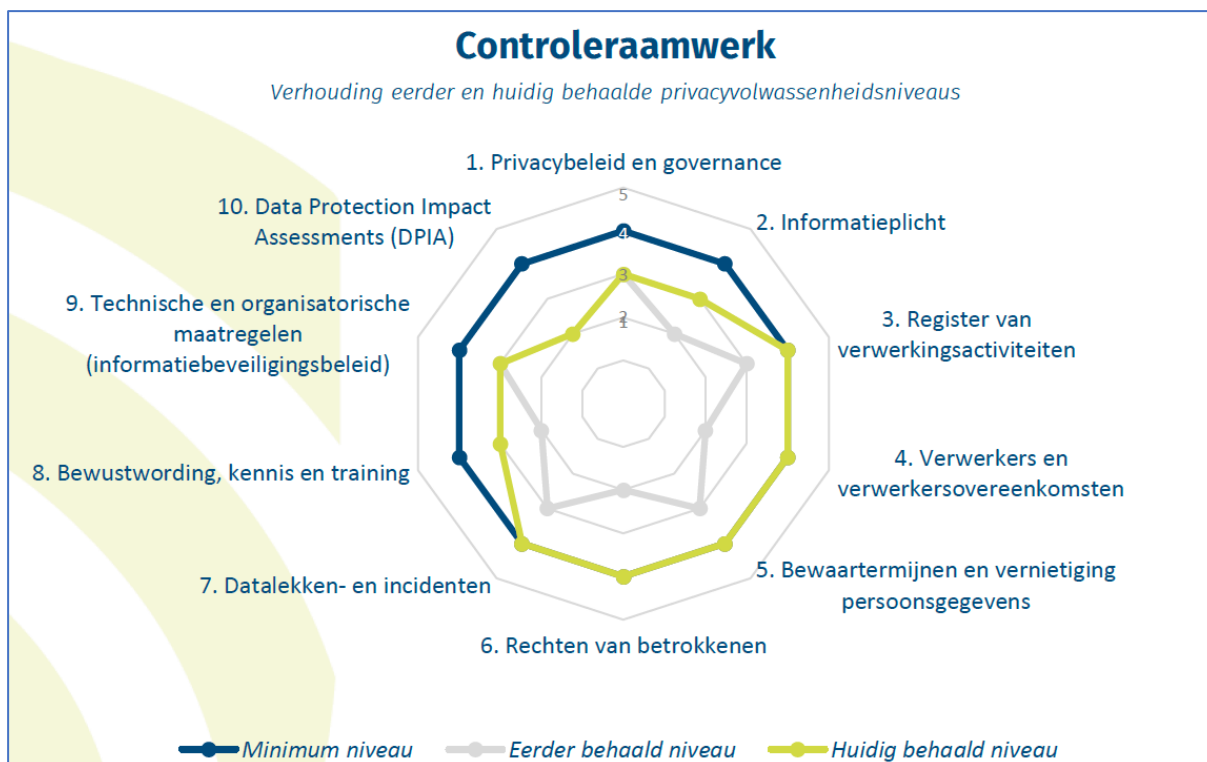 Controleraamwerk
Verhouding eerder en huidig behaalde privacyvolwassenheidsniveaus
1. Privacybeleid en governance
5
4
3
2
1
2. Informatieplicht
3. Register van
verwerkingsactiviteiten
4. Verwerkers en
verwerkersovereenkomsten
5. Bewaartermijnen en vernietiging
persoonsgegevens
6. Rechten van betrokkenen
7. Datalekken- en incidenten
8. Bewustwording, kennis en training
9. Technische en organisatorische
maatregelen
(informatiebeveiligingsbeleid)
10. Data Protection Impact
Assessments (DPIA)
Minimum niveau
Eerder behaald niveau
Huidig behaald niveau